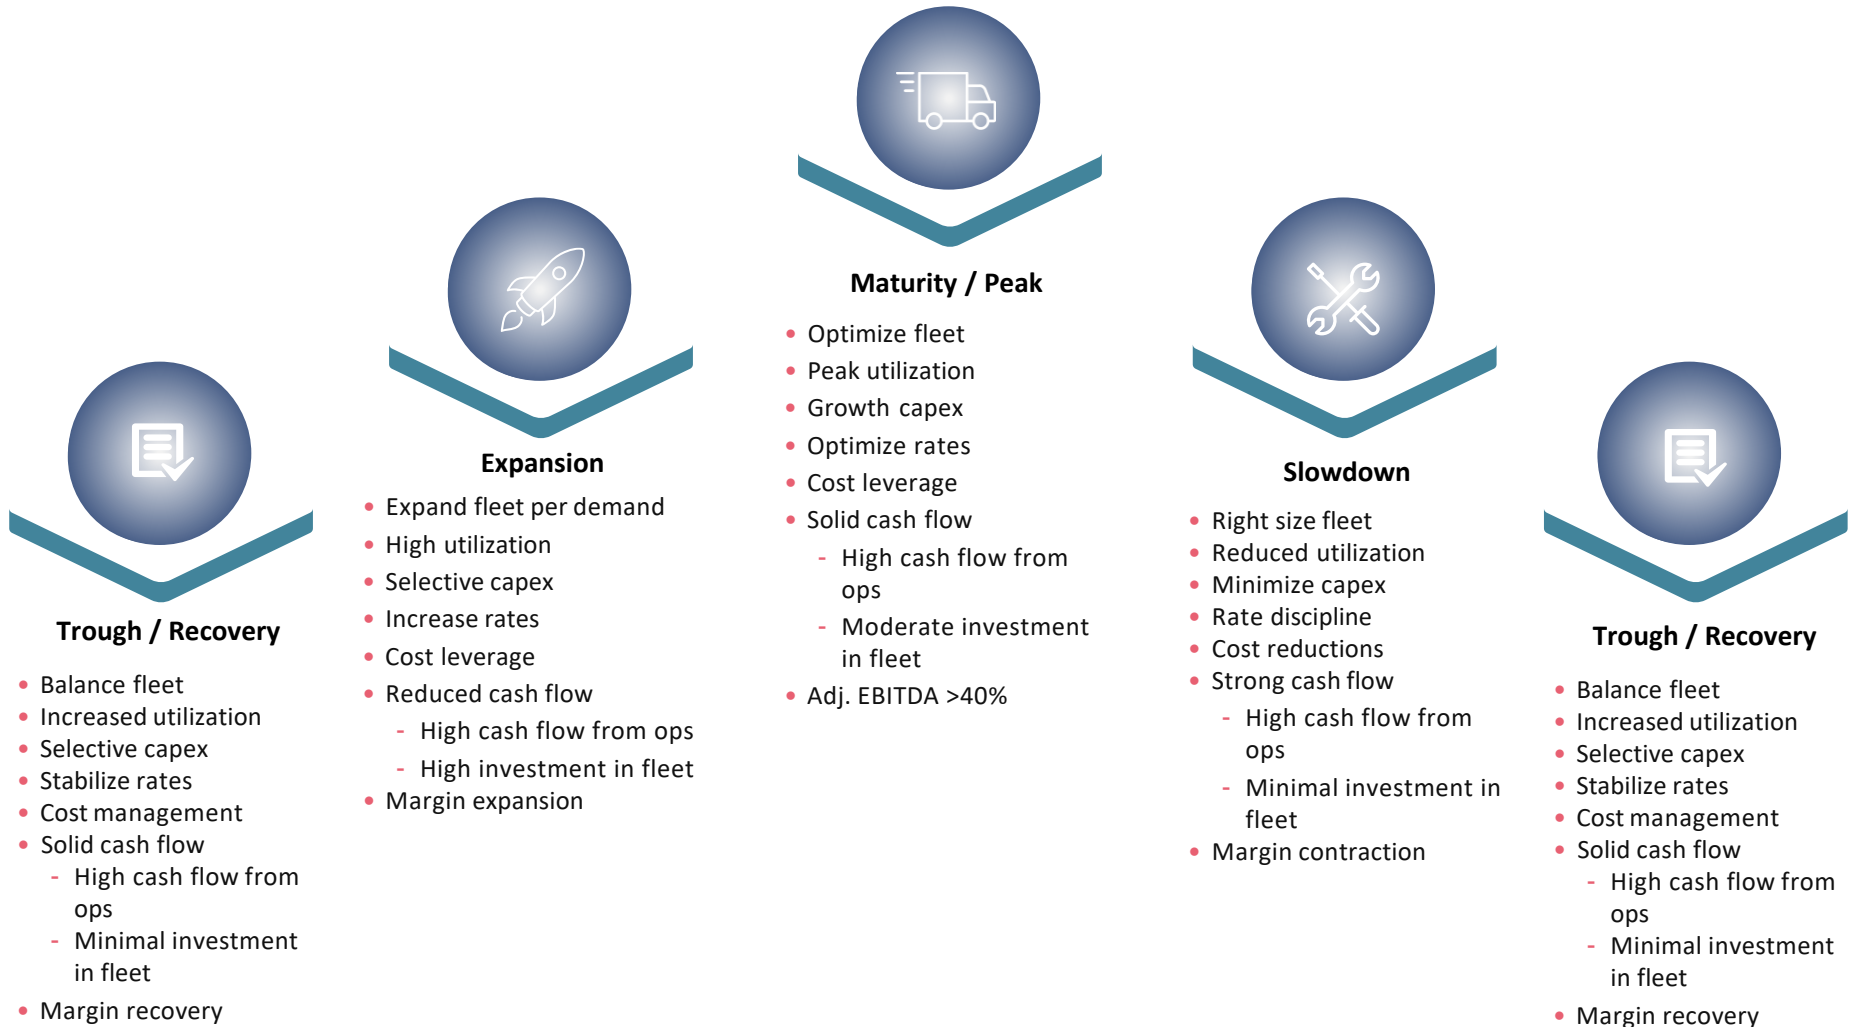 Trough / Recovery
• Balance fleet
• Increased utilization
• Selective capex
• Stabilize rates
• Cost management
• Solid cash flow
- High cash flow from
ops
- Minimal investment
in fleet
• Margin recovery
Expansion
• Expand fleet per demand
• High utilization
• Selective capex
• Increase rates
• Cost leverage
• Reduced cash flow
- High cash flow from ops
- High investment in fleet
• Margin expansion
Maturity / Peak
• Optimize fleet
• Peak utilization
• Growth capex
• Optimize rates
• Cost leverage
• Solid cash flow
- High cash flow from
ops
- Moderate investment
in fleet
• Adj. EBITDA >40%
Slowdown
• Right size fleet
• Reduced utilization
• Minimize capex
• Rate discipline
• Cost reductions
• Strong cash flow
- High cash flow from
ops
- Minimal investment in
fleet
• Margin contraction
Trough / Recovery
• Balance fleet
• Increased utilization
• Selective capex
• Stabilize rates
• Cost management
• Solid cash flow
- High cash flow from
ops
- Minimal investment
in fleet
• Margin recovery